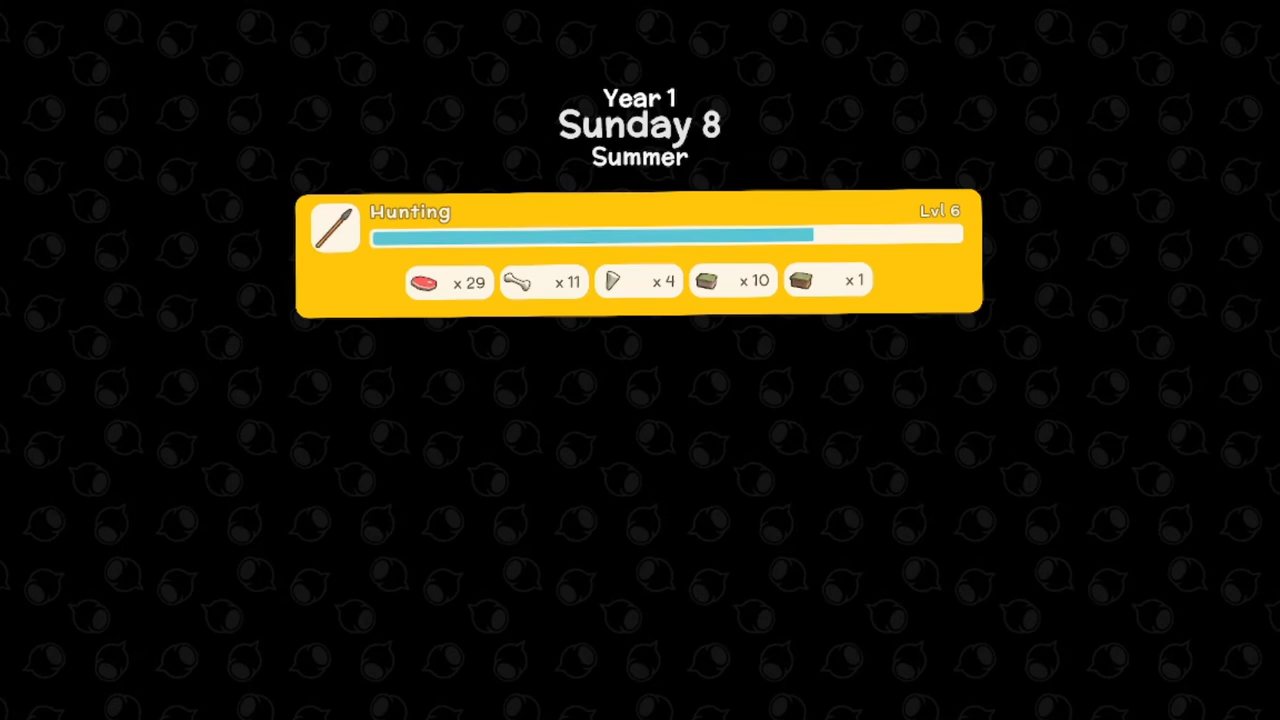 Year 1
Sunday 8
Summer
Hunting Lvl 6
x 29 x 11 x 4 x 10 x 1